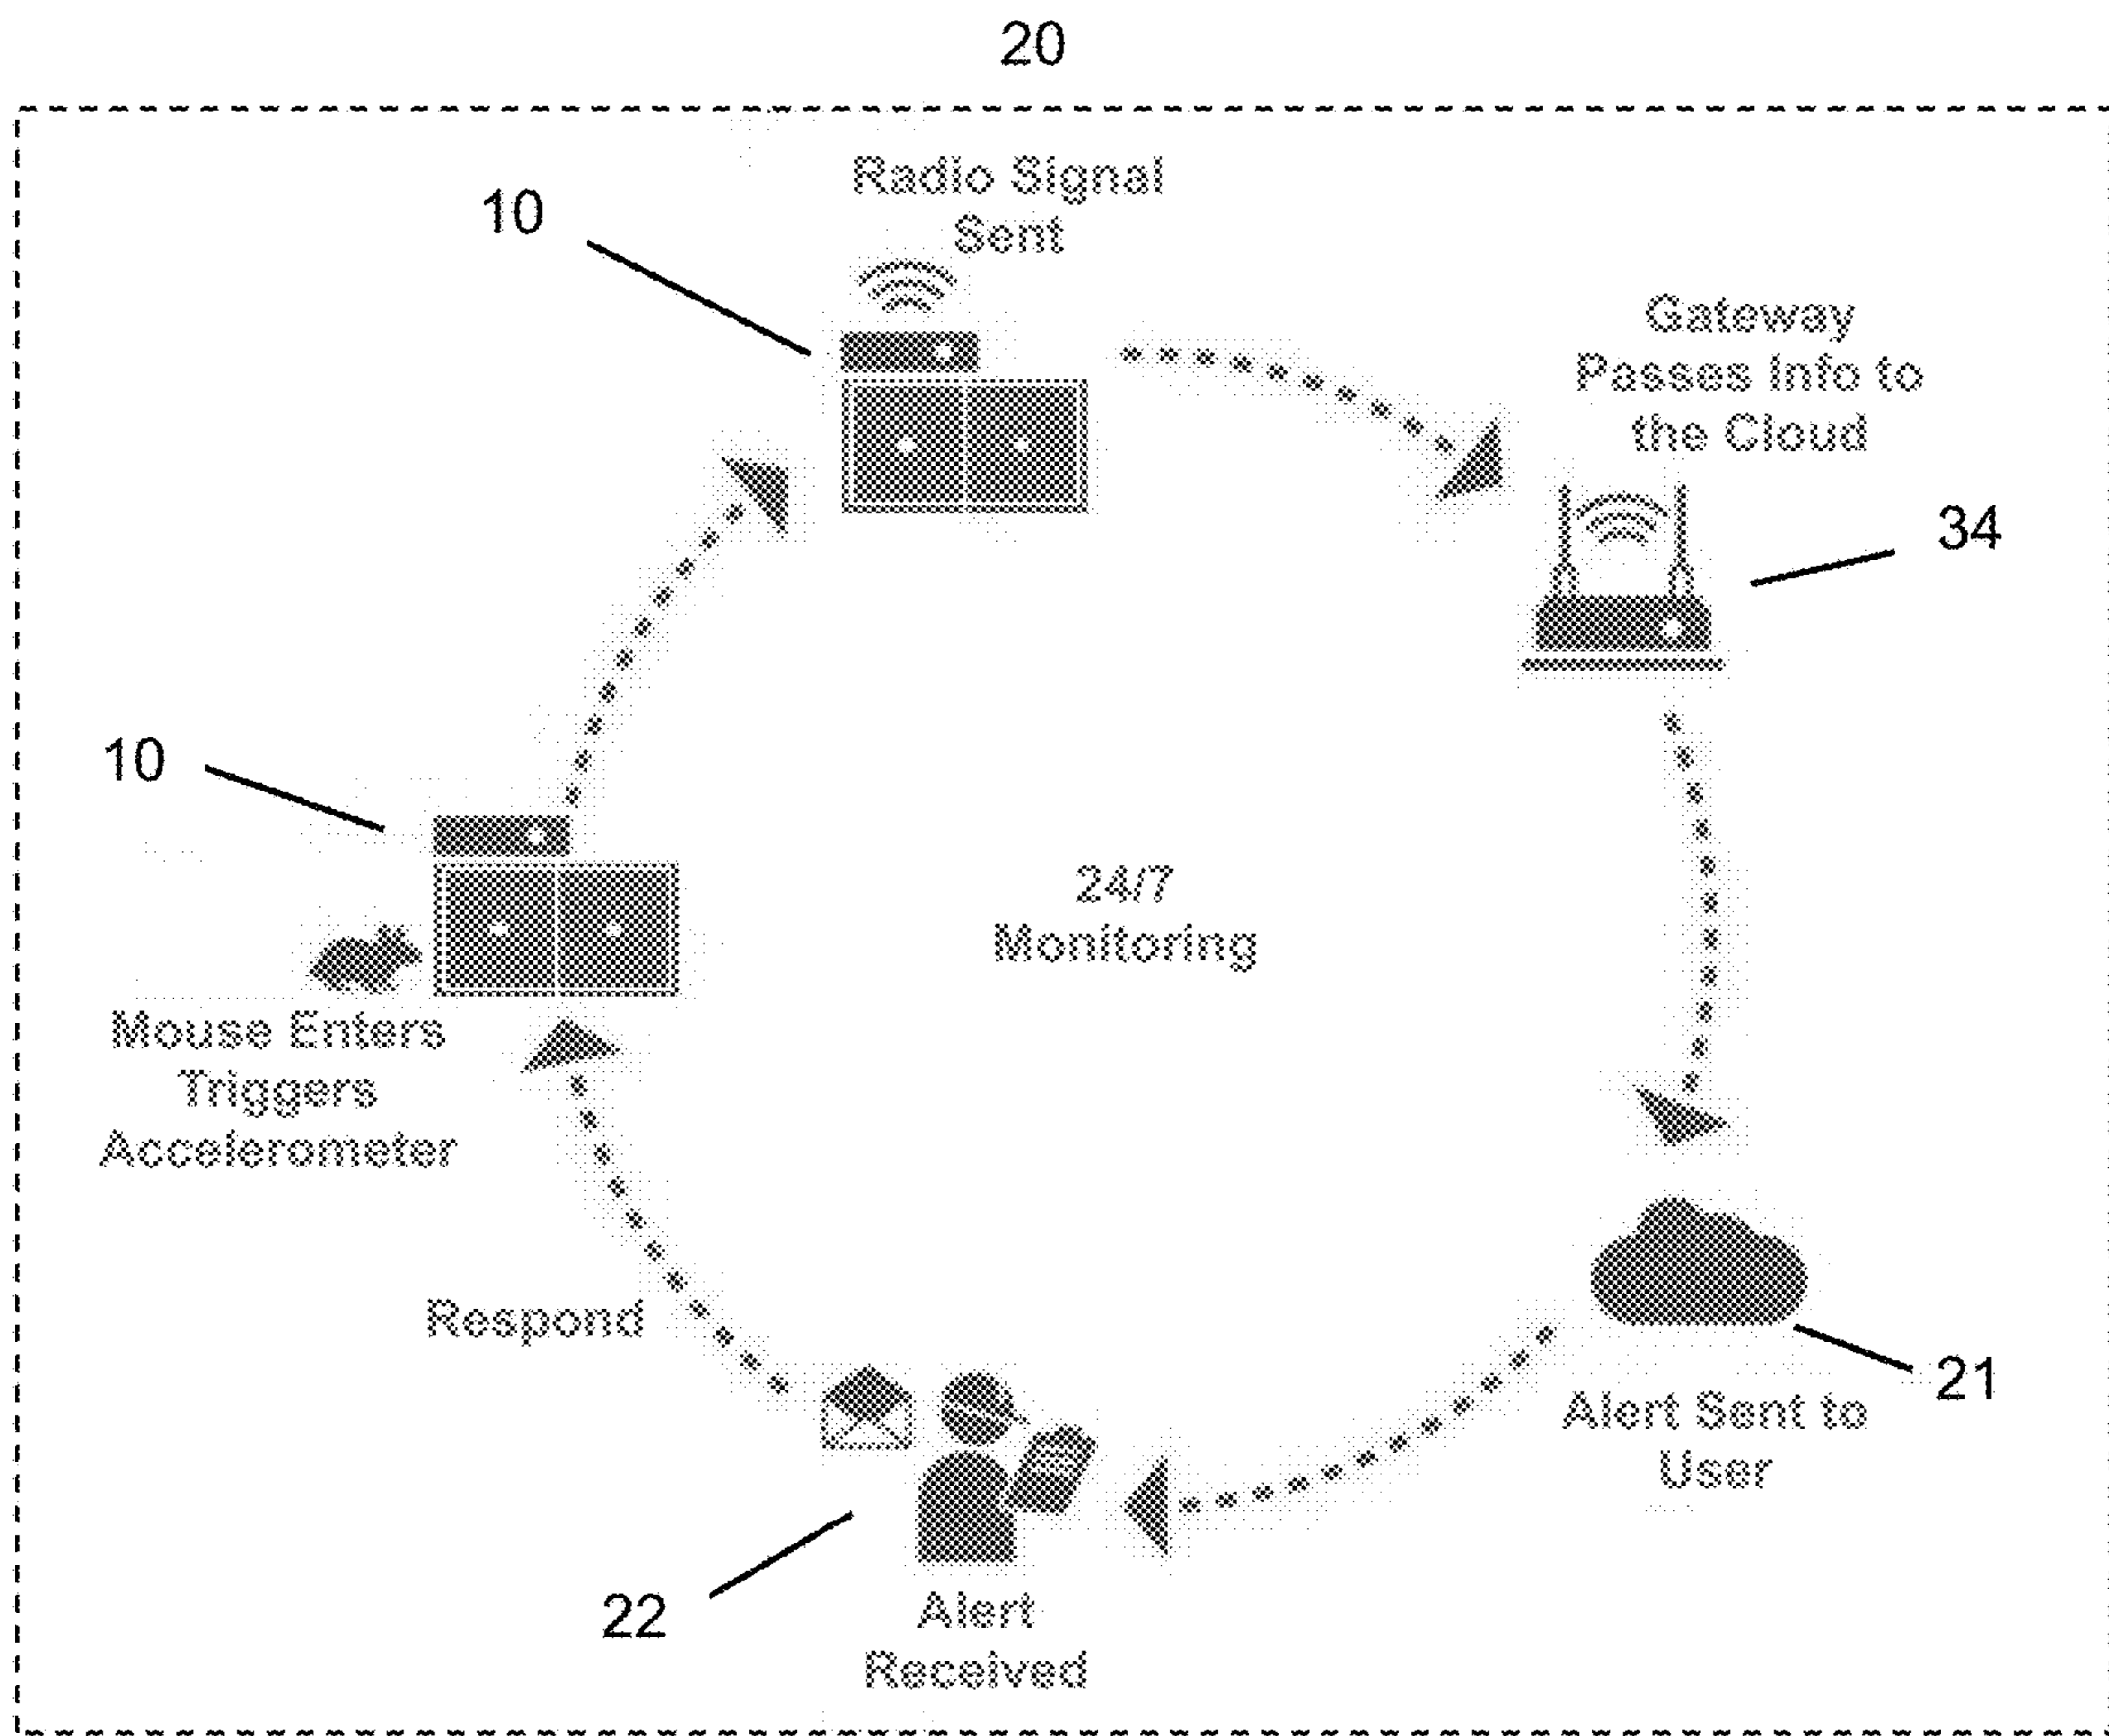 20
Radio Signal
Sent
10
Gateway
Passes Info to
the Cloud
34
10
24/7
Monitoring
Mouse Enters
Triggers
Accelerometer
Respond
21
Alert Sent to
User
22
Alert
Received